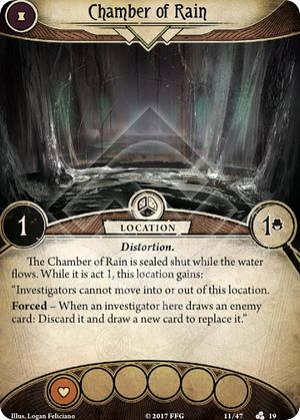 Chamber of Rain
1
LOCATION
1
Distortion.
The Chamber of Rain is sealed shut while the water
flows. While it is act 1, this location gains:
“Investigators cannot move into or out of this location.
Forced – When an investigator here draws an enemy
card: Discard it and draw a new card to replace it.”
Illus. Logan Feliciano
© 2017 FFG
11/47
19